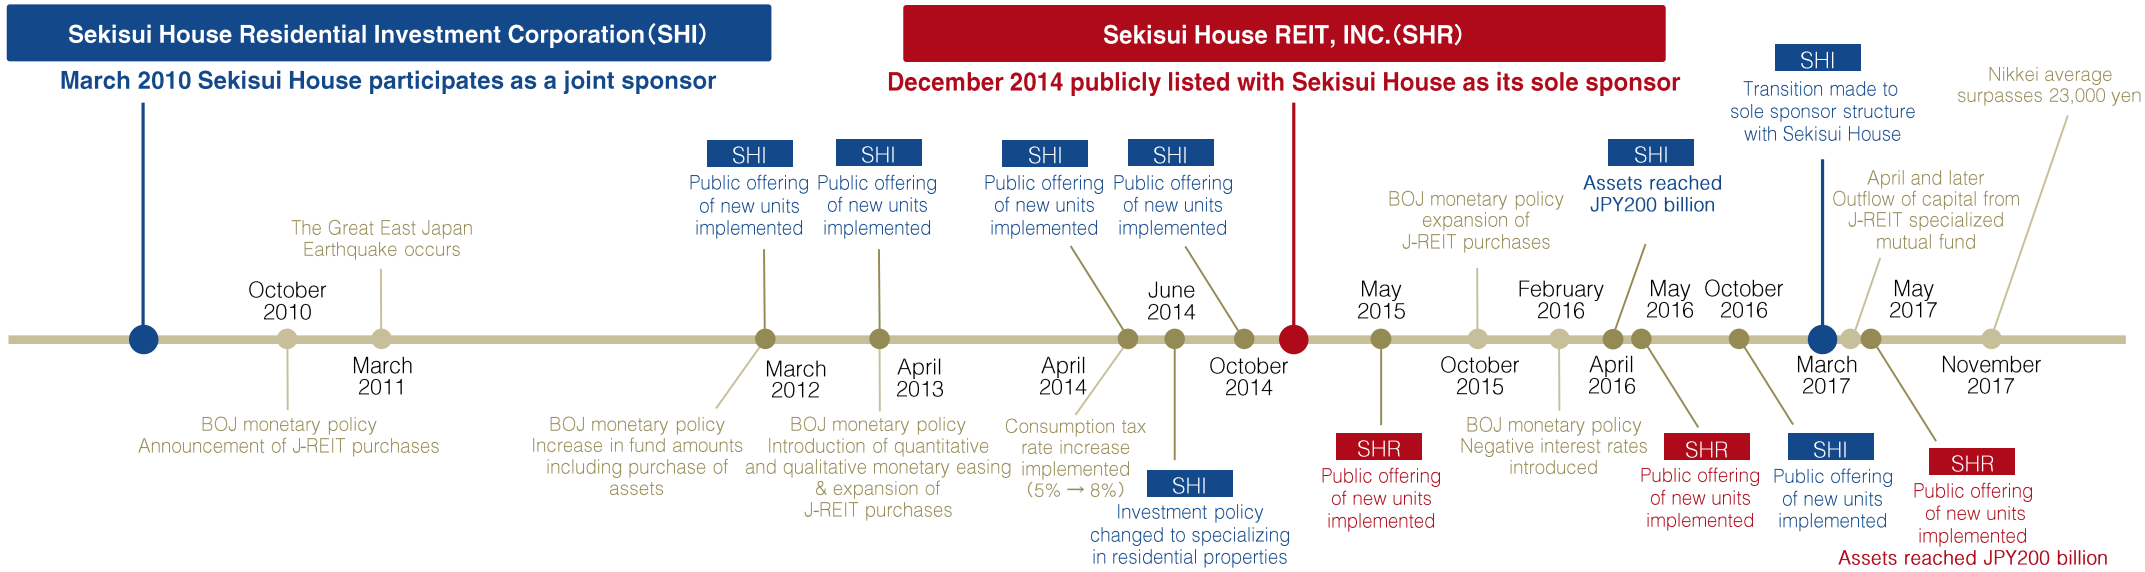 Sekisui House Residential Investment Corporation(SHI)
March 2010 Sekisui House participates as a joint sponsor
Sekisui House REIT, INC.(SHR)
December 2014 publicly listed with Sekisui House as its sole sponsor
SHI
Transition made to
sole sponsor structure
with Sekisui House
Nikkei average
surpasses 23,000 yen
The Great East Japan
Earthquake occurs
SHI
Public offering
of new units
implemented
SHI
Public offering
of new units
implemented
SHI
Public offering
of new units
implemented
SHI
Public offering
of new units
implemented
BOJ monetary policy
expansion of
J-REIT purchases
SHI
Assets reached
JPY200 billion
April and later
Outflow of capital from
J-REIT specialized
mutual fund
October
2010
March
2011
March
2012
April
2013
April
2014
June
2014
October
2014
May
2015
October
2015
February
2016
April
2016
May
2016
October
2016
March
2017
May
2017
November
2017
BOJ monetary policy
Announcement of J-REIT purchases
BOJ monetary policy
Increase in fund amounts
including purchase of
assets
BOJ monetary policy
Introduction of quantitative
and qualitative monetary easing
& expansion of
J-REIT purchases
Consumption tax
rate increase
implemented
(5% → 8%)
SHI
Investment policy
changed to specializing
in residential properties
SHR
Public offering
of new units
implemented
BOJ monetary policy
Negative interest rates
introduced
SHR
Public offering
of new units
implemented
SHI
Public offering
of new units
implemented
SHR
Public offering
of new units
implemented
Assets reached JPY200 billion